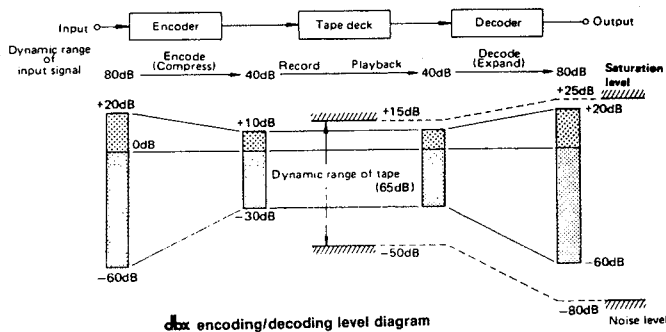 Input
Encoder
Tape deck
Decoder
Output
Dynamic range
of
input signal
80dB
Encode
(Compress)
40dB
Record
Playback
40dB
Decode
(Expand)
80dB
Saturation
level
+25dB
+20dB
+20dB
+15dB
+10dB
0dB
Dynamic range of tape
(65dB)
-30dB
-50dB
-60dB
-60dB
-80dB
Noise level
dbx encoding/decoding level diagram